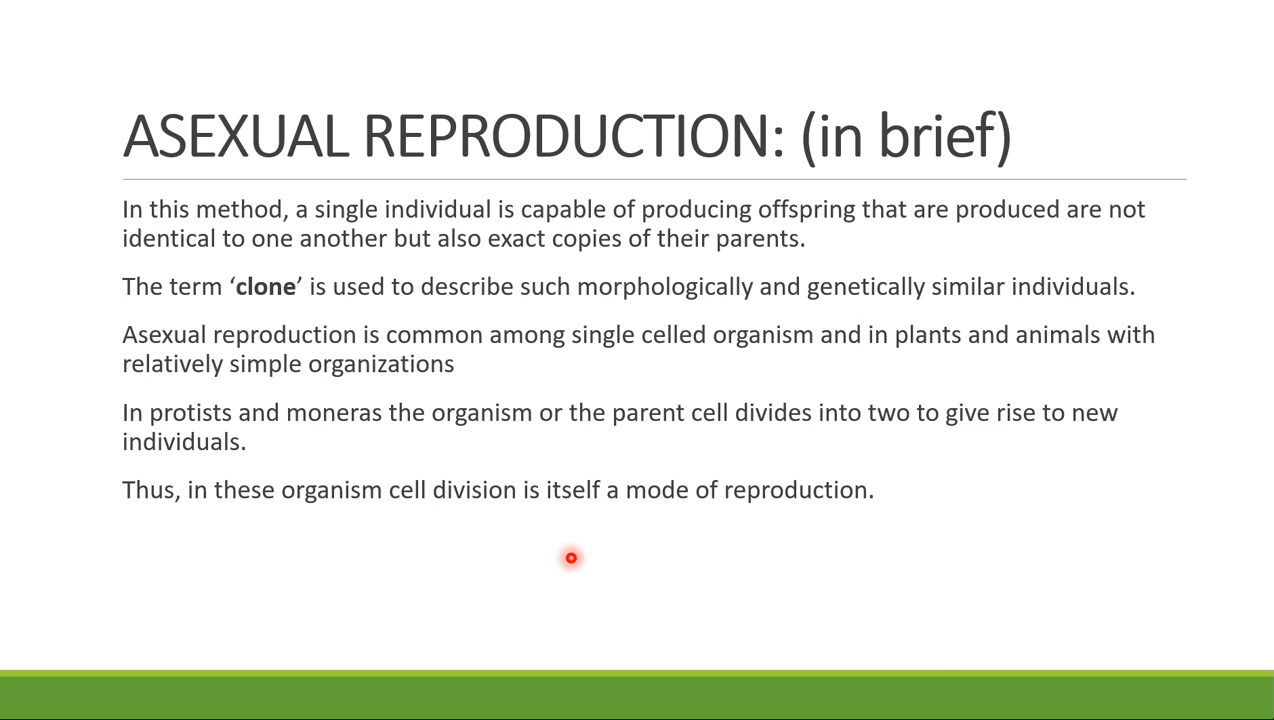 ASEXUAL REPRODUCTION: (in brief)
In this method, a single individual is capable of producing offspring that are produced are not
identical to one another but also exact copies of their parents.
The term ‘clone’ is used to describe such morphologically and genetically similar individuals.
Asexual reproduction is common among single celled organism and in plants and animals with
relatively simple organizations
In protists and moneras the organism or the parent cell divides into two to give rise to new
individuals.
Thus, in these organism cell division is itself a mode of reproduction.